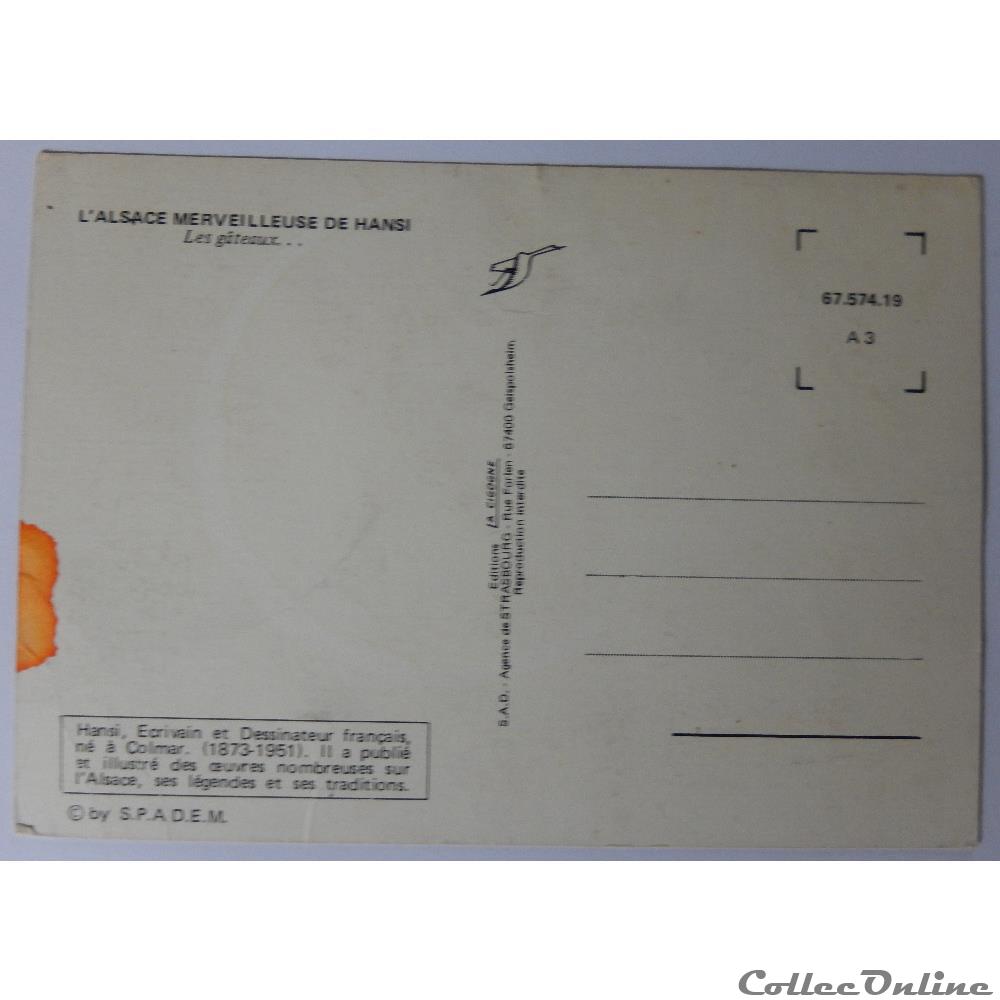 L'ALSACE MERVEILLEUSE DE HANSI
Les gâteaux...
67.574.19
A 3
Editions LA CIGOGNE
S.A.D. - Agence de STRASBOURG - Rue Forlen - 67400 Geispolsheim.
Reproduction interdite
Hansi, Ecrivain et Dessinateur français,
né à Colmar. (1873-1951). Il a publié
et illustré des œuvres nombreuses sur
l'Alsace, ses légendes et ses traditions.
© by S.P.A.D.E.M.
CollecOnline